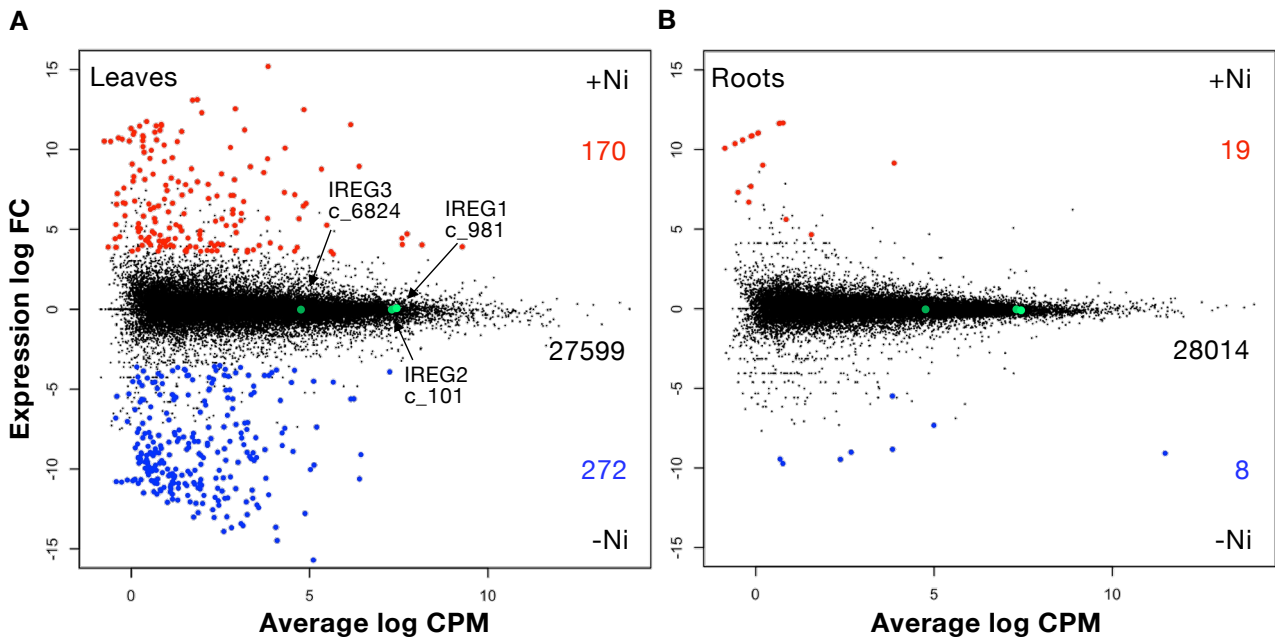 A
Leaves
+Ni
170
IREG3
c_6824
IREG1
c_981
27599
IREG2
c_101
272
-Ni
15
10
5
0
-5
-10
-15
0
5
10
Expression log FC
Average log CPM
B
Roots
+Ni
19
28014
8
-Ni
15
10
5
0
-5
-10
-15
0
5
10
Average log CPM